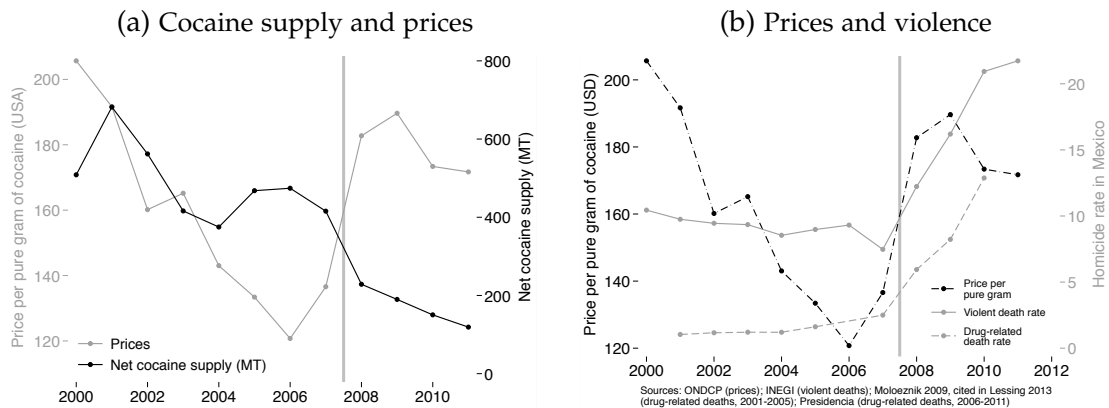 (a) Cocaine supply and prices
Price per pure gram of cocaine (USA)
200
180
160
140
120
800
600
400
200
0
Net cocaine supply (MT)
Prices
Net cocaine supply (MT)
2000 2002 2004 2006 2008 2010
(b) Prices and violence
Price per pure gram of cocaine (USD)
200
180
160
140
120
20
15
10
5
0
Homicide rate in Mexico
Price per
pure gram
Violent death rate
Drug-related
death rate
2000 2002 2004 2006 2008 2010 2012
Sources: ONDCP (prices); INEGI (violent deaths); Moloeznik 2009, cited in Lessing 2013
(drug-related deaths, 2001-2005); Presidencia (drug-related deaths, 2006-2011)